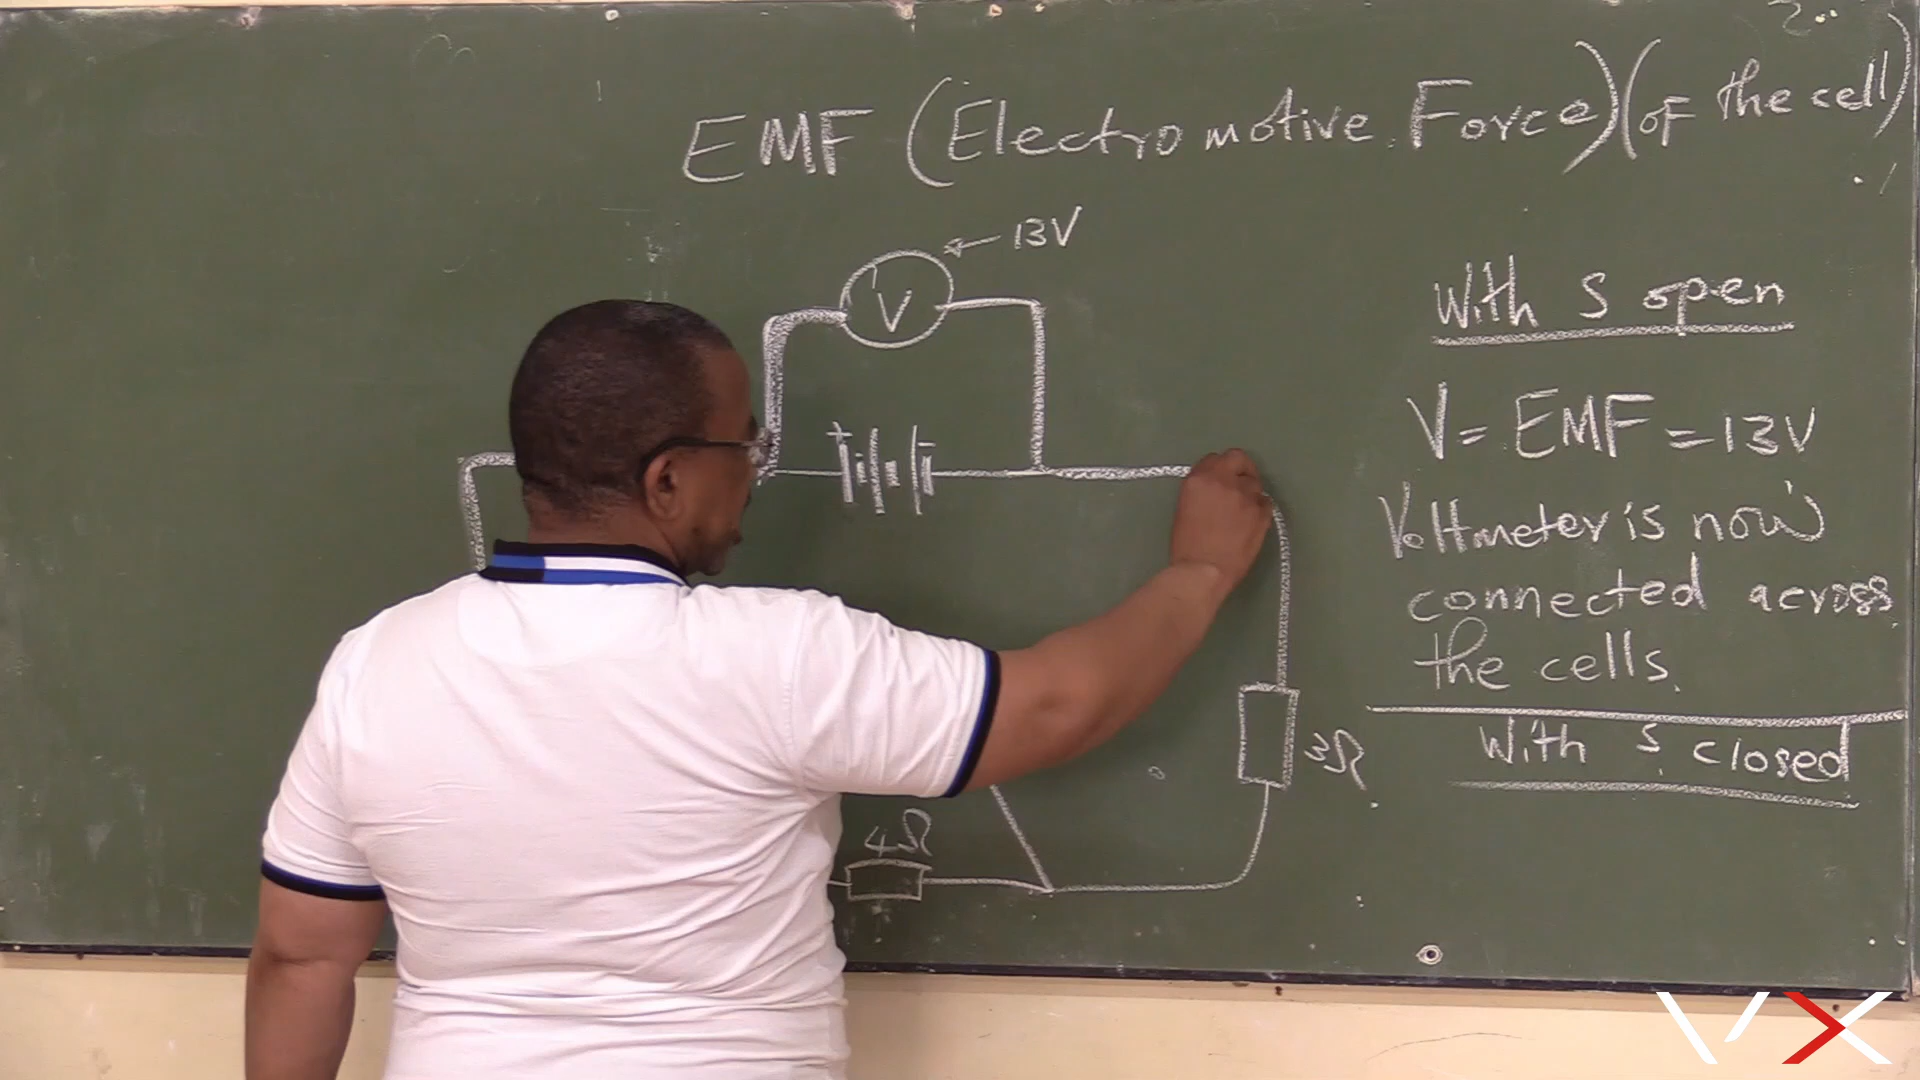 EMF (Electromotive Force) (of the cell)
13V
V
With S open
V = EMF = 13V
Voltmeter is now
connected across
the cells.
With S closed
3Ω
4Ω
VX